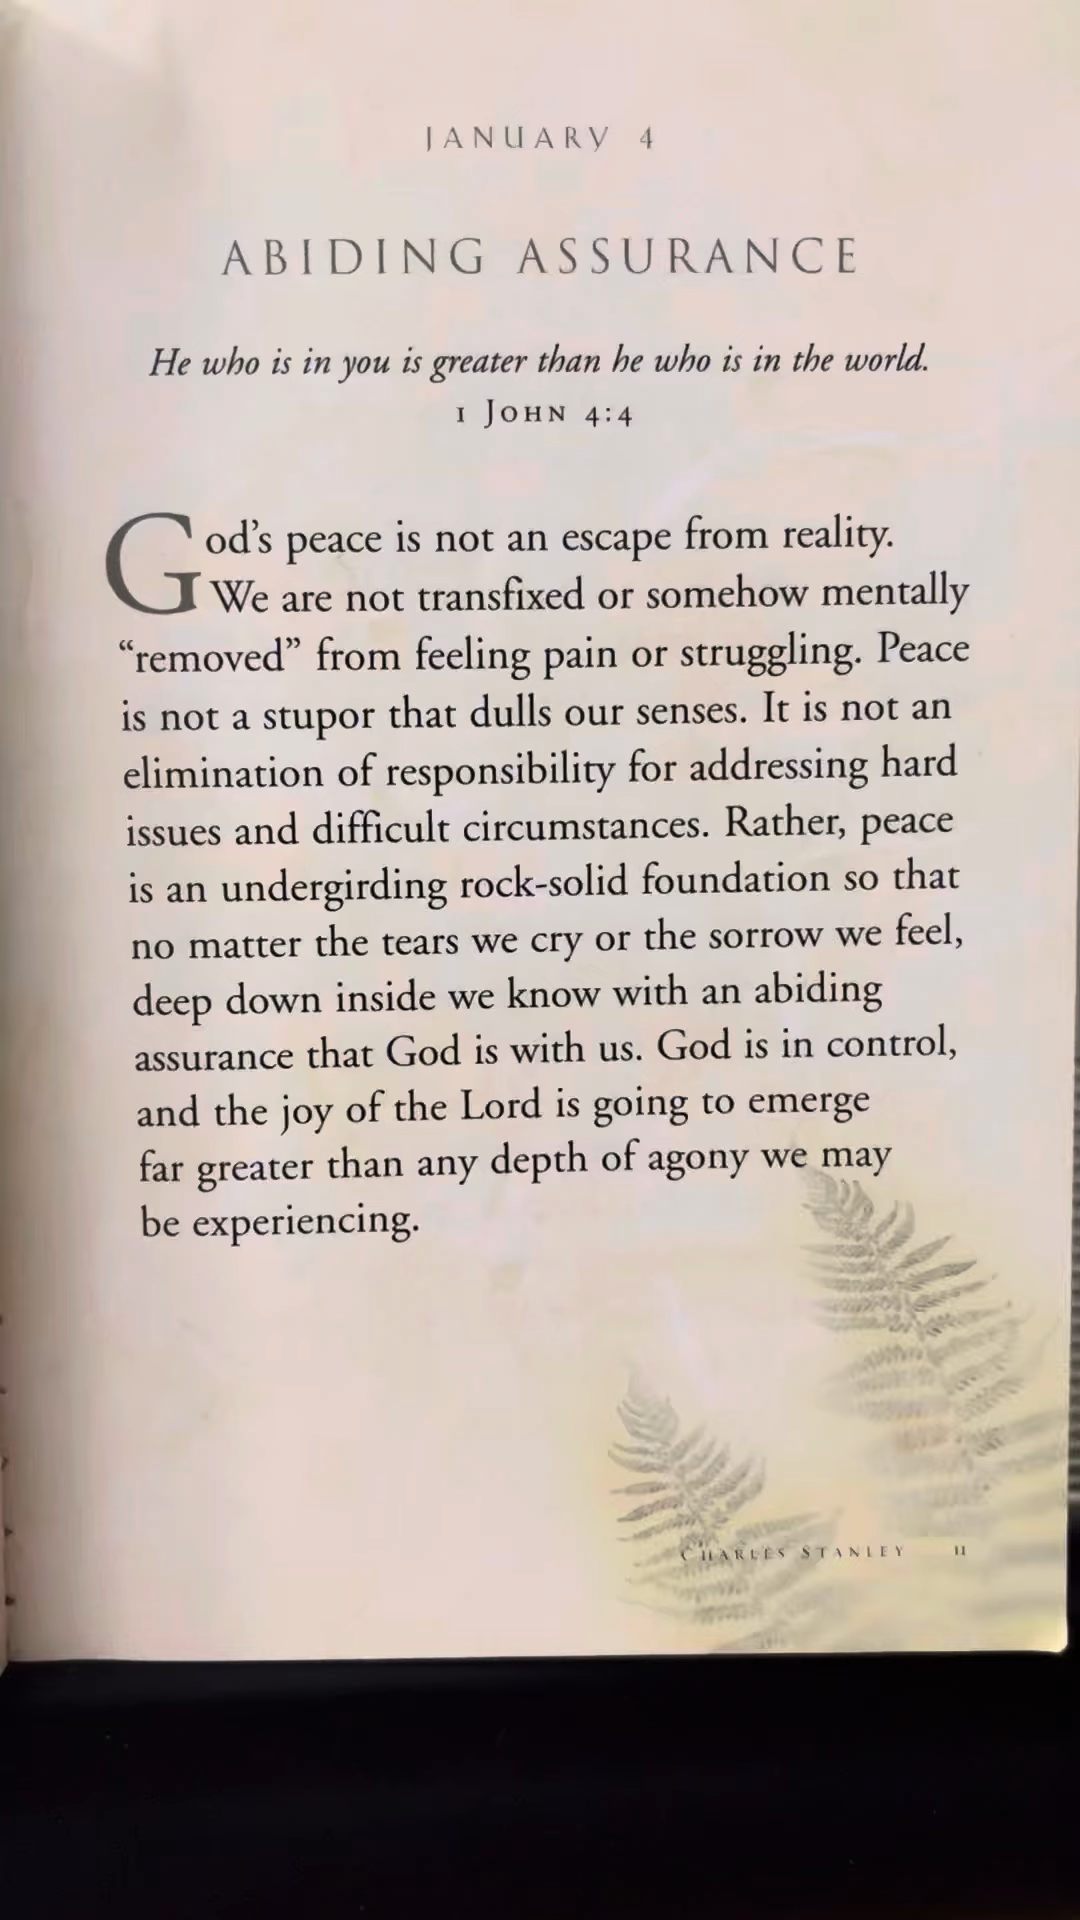 JANUARY 4
ABIDING ASSURANCE
He who is in you is greater than he who is in the world.
1 John 4:4
God’s peace is not an escape from reality.
We are not transfixed or somehow mentally
“removed” from feeling pain or struggling. Peace
is not a stupor that dulls our senses. It is not an
elimination of responsibility for addressing hard
issues and difficult circumstances. Rather, peace
is an undergirding rock-solid foundation so that
no matter the tears we cry or the sorrow we feel,
deep down inside we know with an abiding
assurance that God is with us. God is in control,
and the joy of the Lord is going to emerge
far greater than any depth of agony we may
be experiencing.
Charles Stanley 11